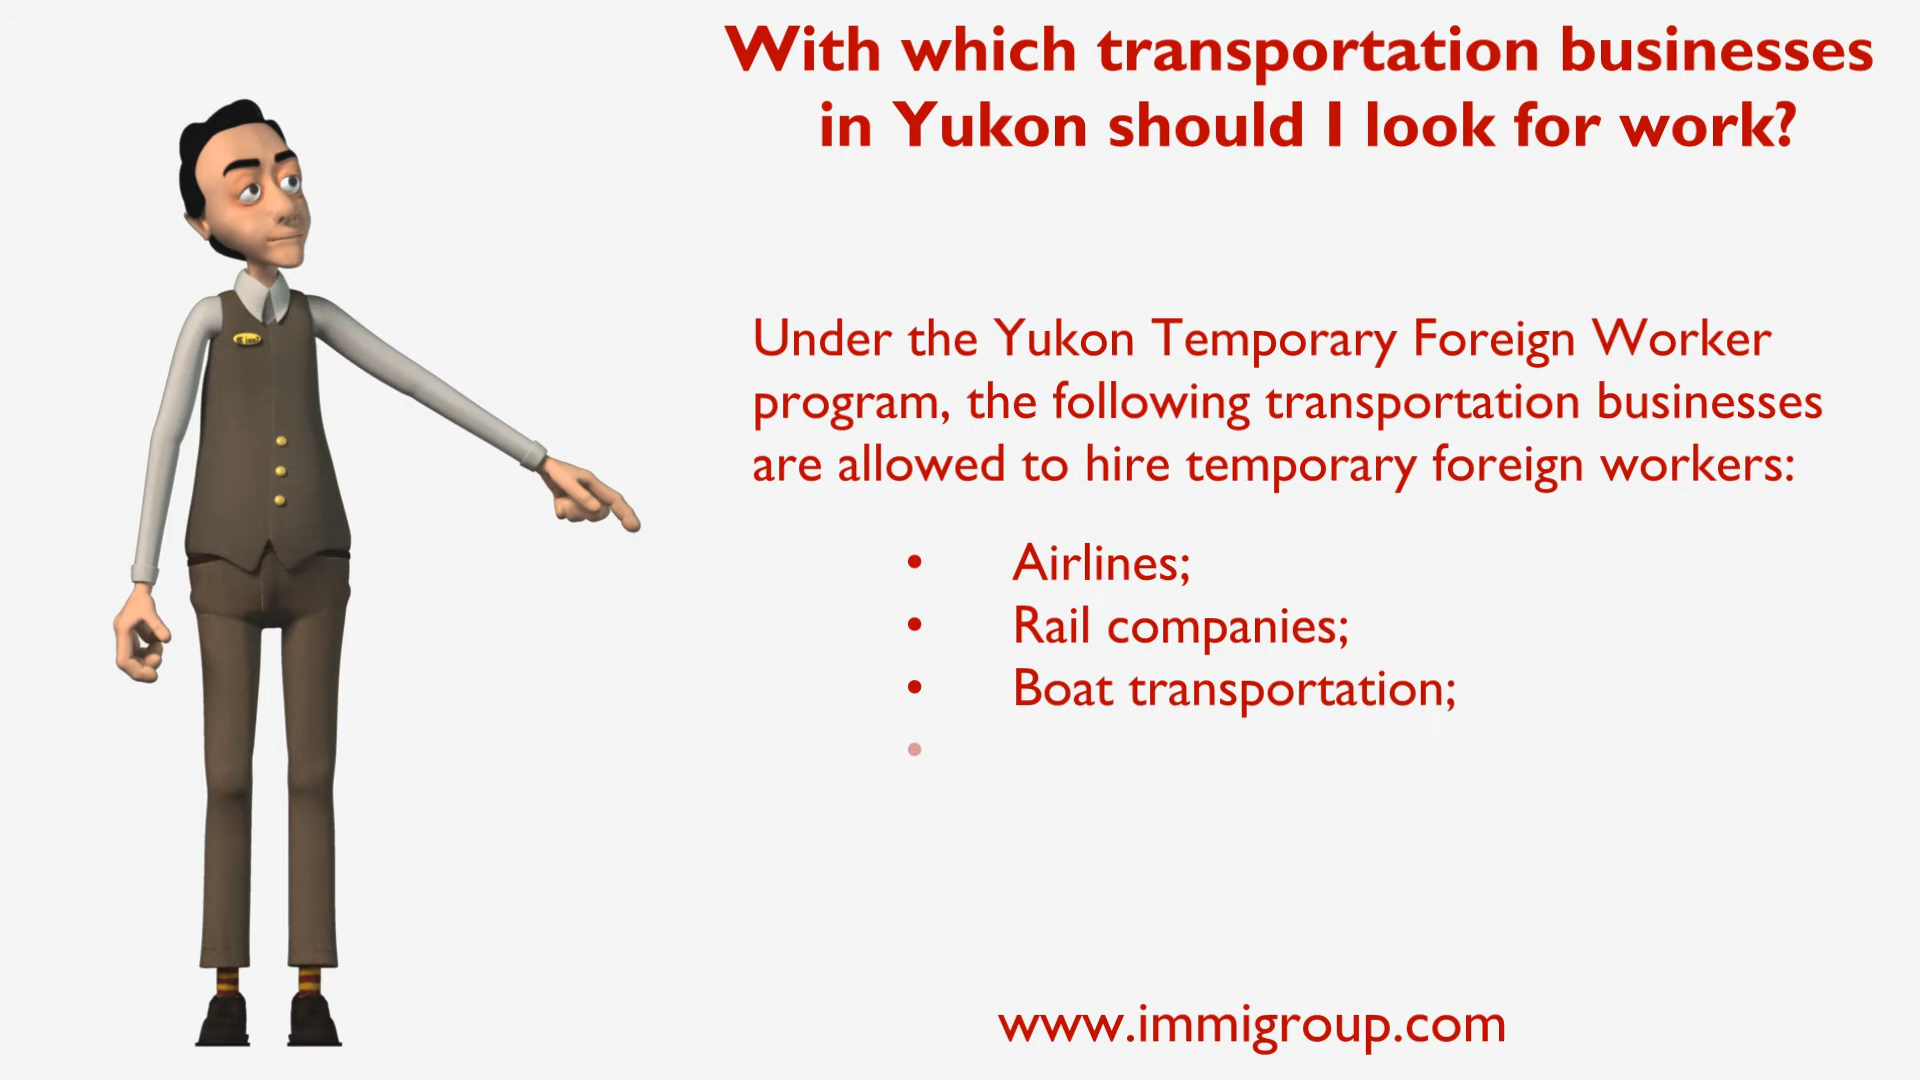 With which transportation businesses
in Yukon should I look for work?
Under the Yukon Temporary Foreign Worker
program, the following transportation businesses
are allowed to hire temporary foreign workers:
• Airlines;
• Rail companies;
• Boat transportation;
•
www.immigroup.com